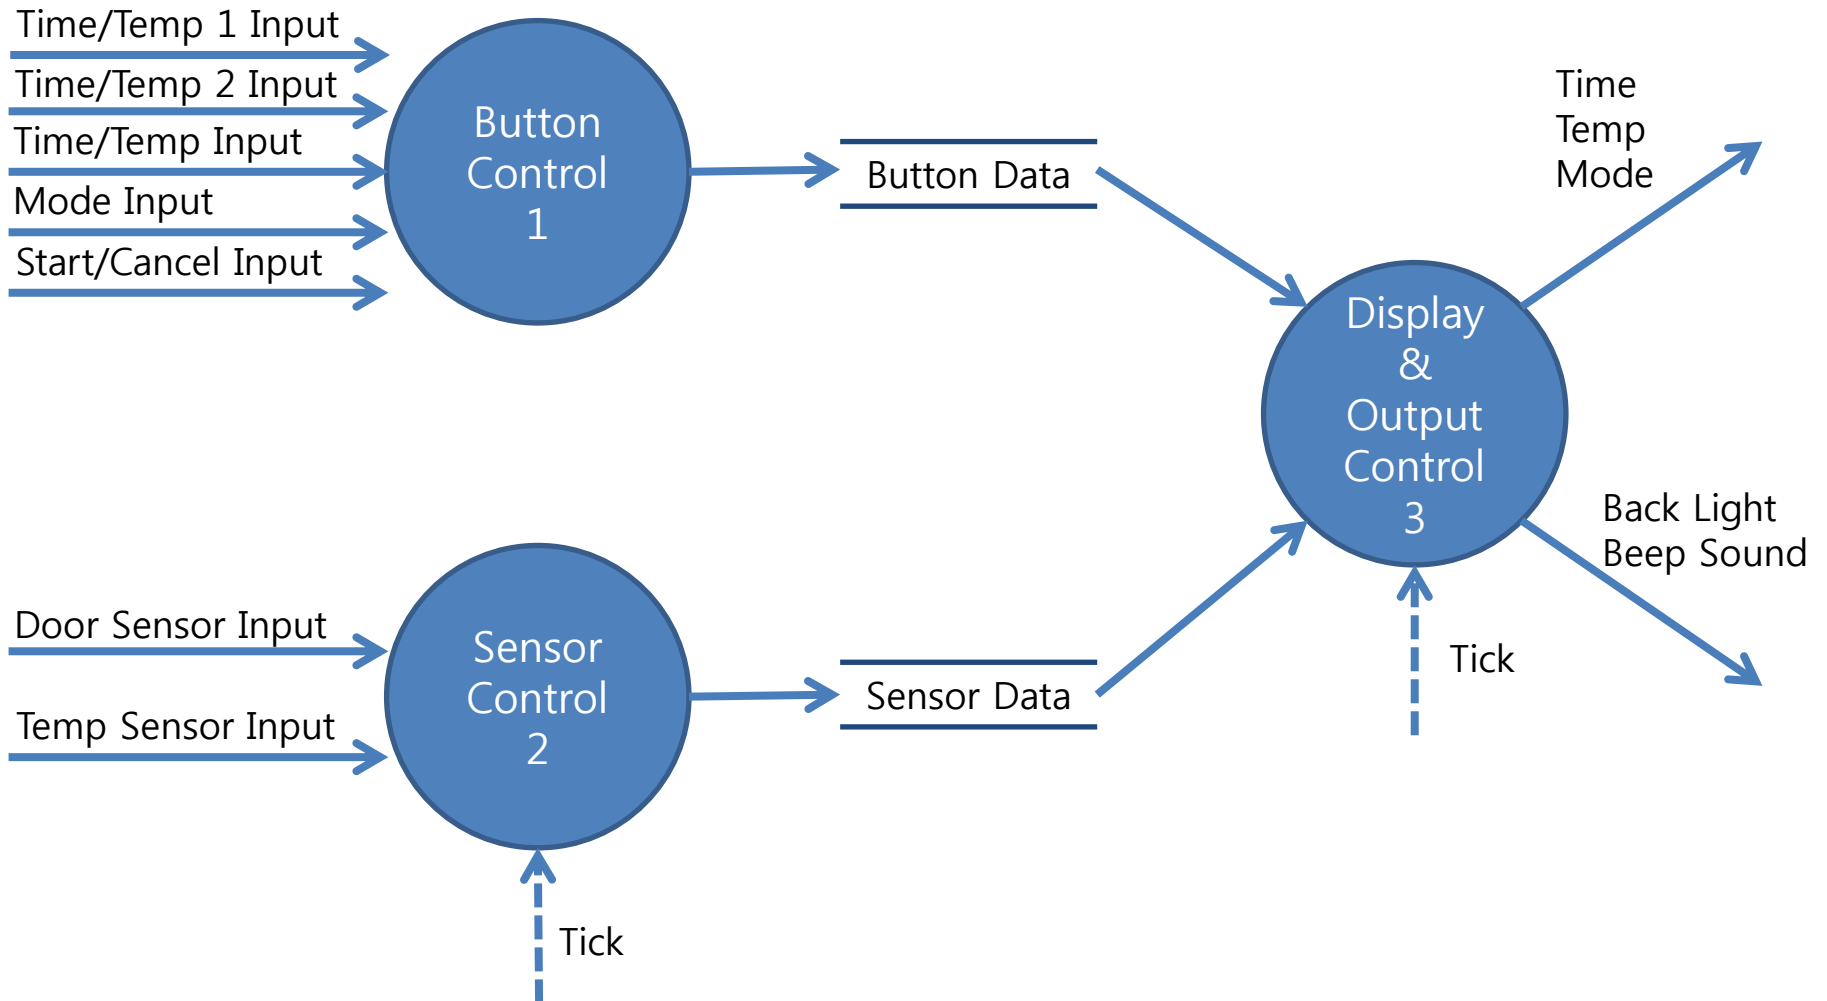 Time/Temp 1 Input
Time/Temp 2 Input
Time/Temp Input
Mode Input
Start/Cancel Input
Button
Control
1
Button Data
Time
Temp
Mode
Display
&
Output
Control
3
Back Light
Beep Sound
Tick
Door Sensor Input
Temp Sensor Input
Sensor
Control
2
Sensor Data
Tick